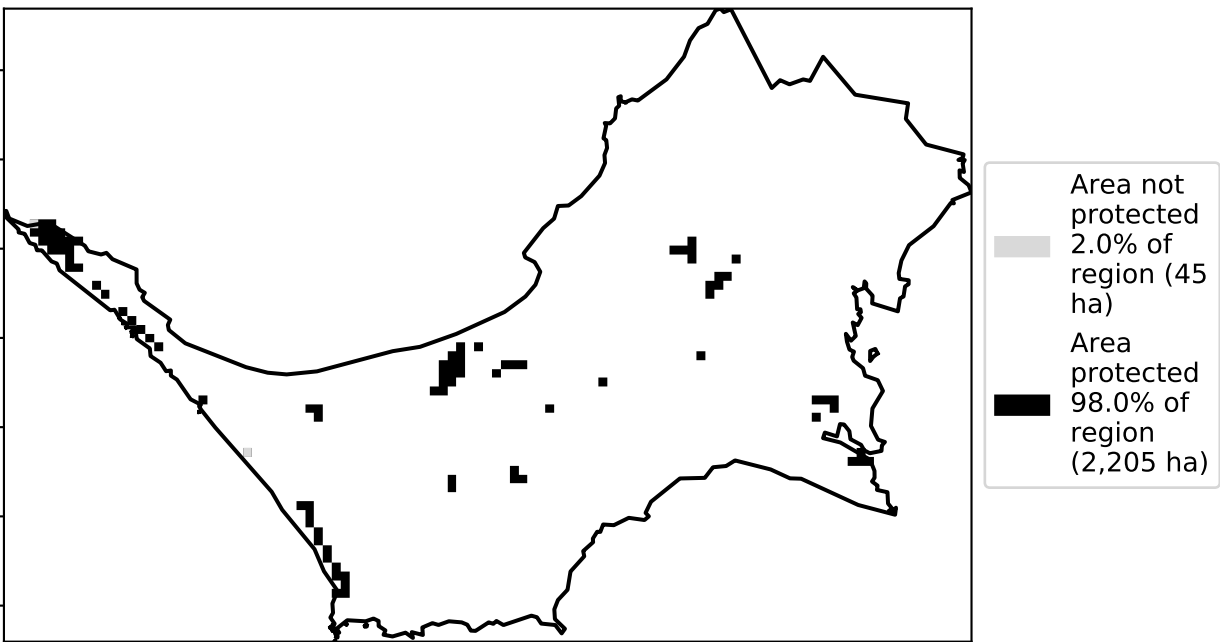 Area not
protected
2.0% of
region (45
ha)
Area
protected
98.0% of
region
(2,205 ha)